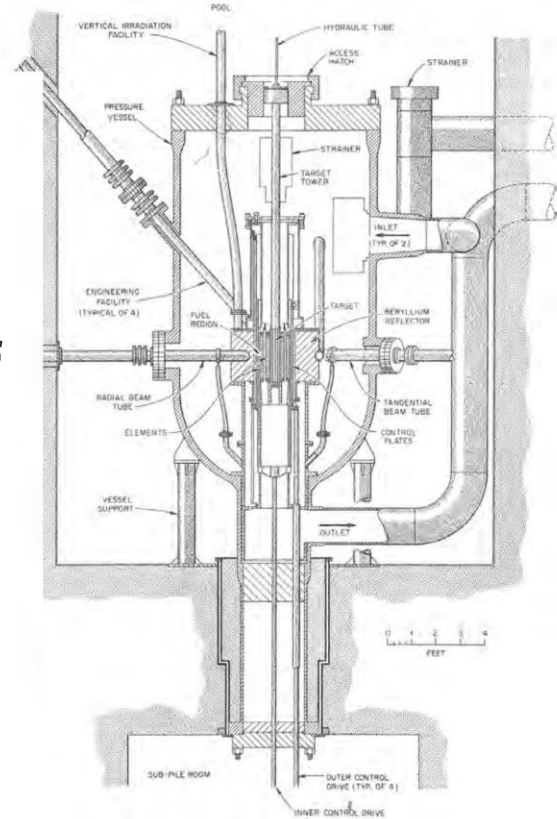 POOL
VERTICAL IRRADIATION
FACILITY
HYDRAULIC TUBE
ACCESS
HATCH
STRAINER
PRESSURE
VESSEL
STRAINER
TARGET
TOWER
INLET
(TYP. OF 2)
ENGINEERING
FACILITY
(TYPICAL OF 4)
FUEL
REGION
TARGET
BERYLLIUM
REFLECTOR
RADIAL BEAM
TUBE
TANGENTIAL
BEAM TUBE
ELEMENTS
CONTROL
PLATES
VESSEL
SUPPORT
OUTLET
0 1 2 3 4
FEET
SUB-PILE ROOM
OUTER CONTROL
DRIVE (TYP. OF 4)
INNER CONTROL DRIVE